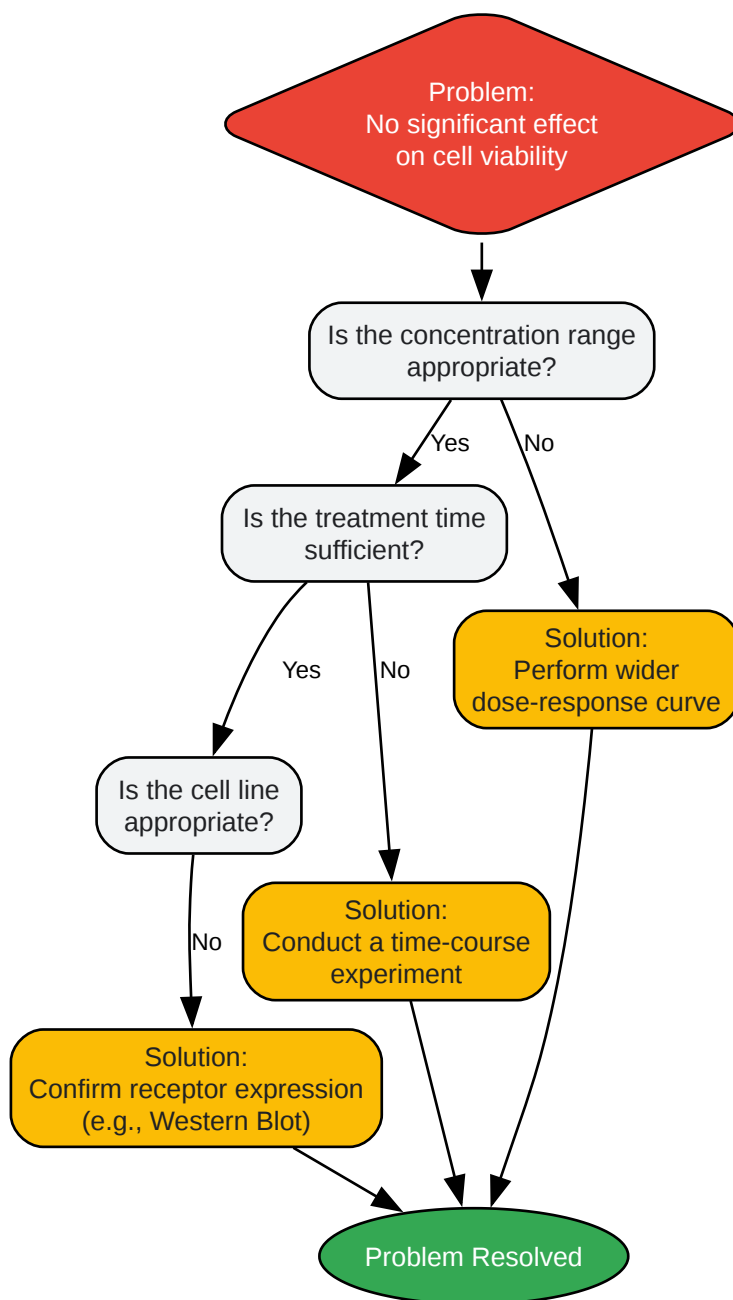 Problem:
No significant effect
on cell viability
Is the concentration range
appropriate?
Yes
No
Is the treatment time
sufficient?
Solution:
Perform wider
dose-response curve
Yes
No
Is the cell line
appropriate?
Solution:
Conduct a time-course
experiment
No
Solution:
Confirm receptor expression
(e.g., Western Blot)
Problem Resolved